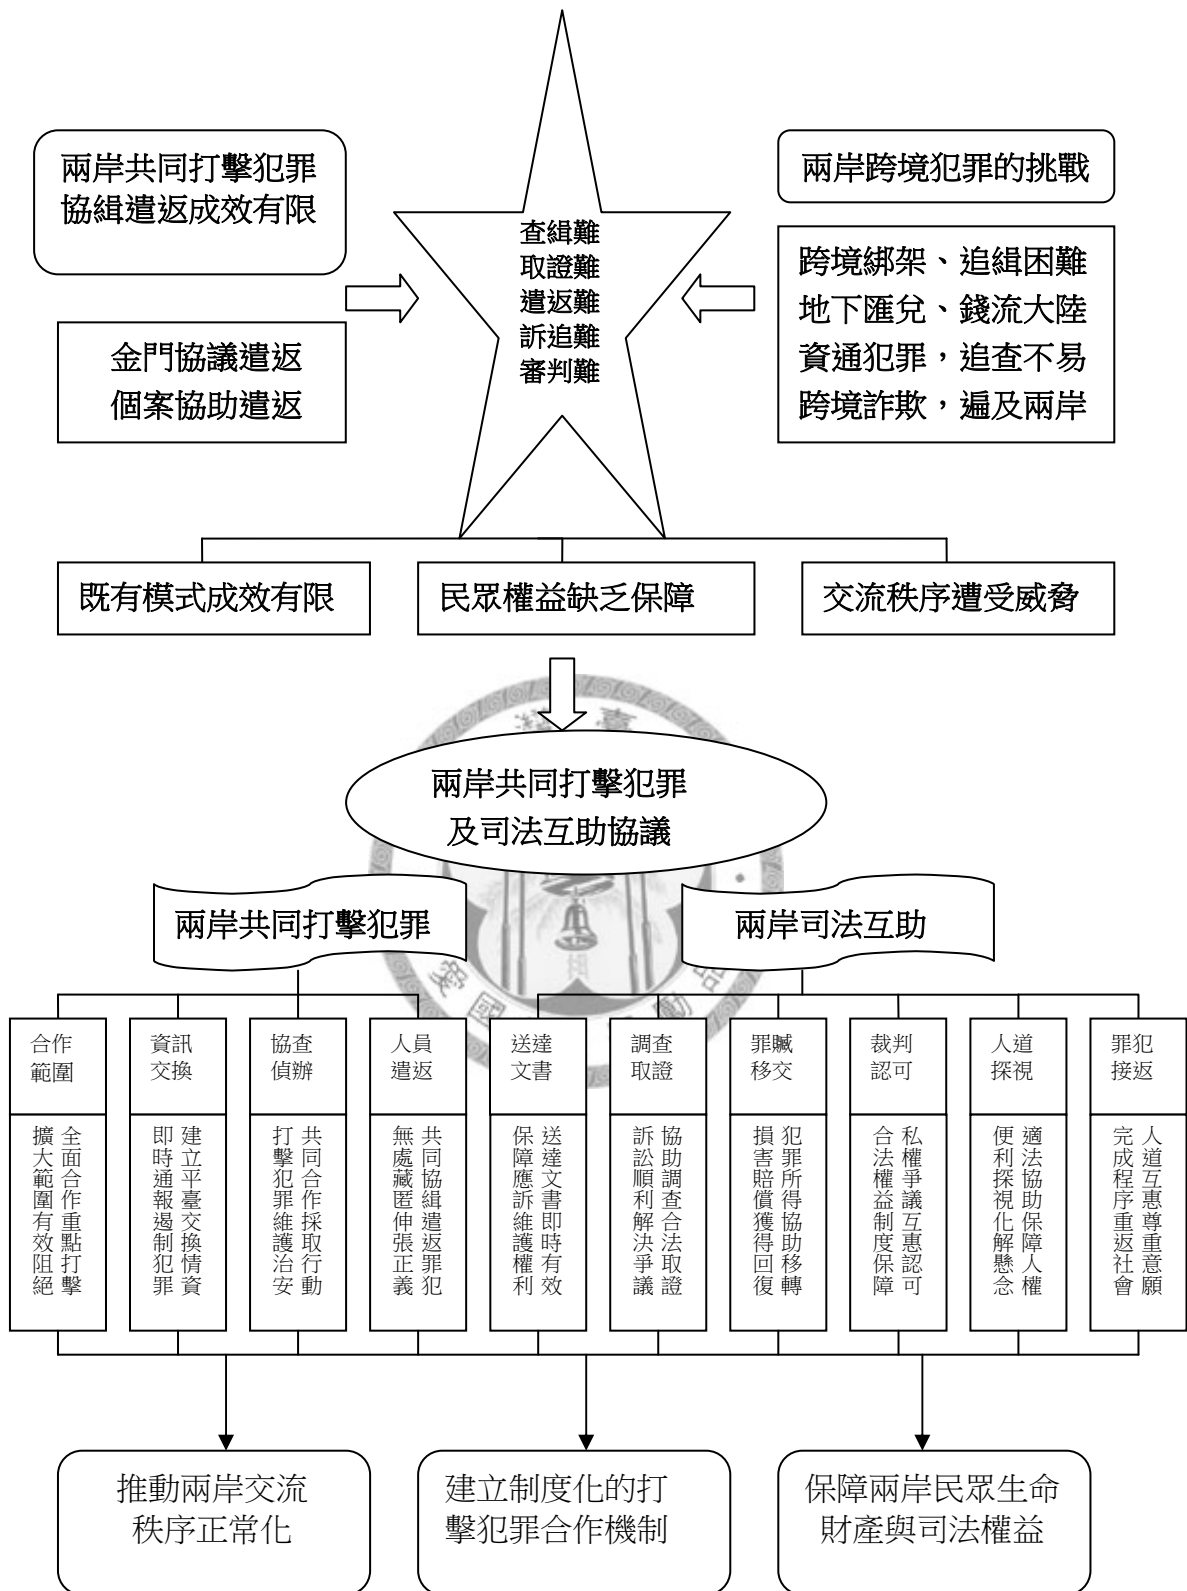 兩岸共同打擊犯罪
協緝遣返成效有限
金門協議遣返
個案協助遣返
查緝難
取證難
遣返難
訴追難
審判難
兩岸跨境犯罪的挑戰
跨境綁架、追緝困難
地下匯兌、錢流大陸
資通犯罪，追查不易
跨境詐欺，遍及兩岸
既有模式成效有限
民眾權益缺乏保障
交流秩序遭受威脅
兩岸共同打擊犯罪
及司法互助協議
兩岸共同打擊犯罪
兩岸司法互助
合作
範圍
全面合作重點打擊
擴大範圍有效阻絕
資訊
交換
建立平臺交換情資
即時通報遏制犯罪
協查
偵辦
共同合作採取行動
打擊犯罪維護治安
人員
遣返
共同協緝遣返罪犯
無處藏匿伸張正義
送達
文書
送達文書即時有效
保障應訴維護權利
調查
取證
協助調查合法取證
訴訟順利解決爭議
罪贓
移交
犯罪所得協助移轉
損害賠償獲得回復
裁判
認可
私權爭議互惠認可
合法權益制度保障
人道
探視
適法協助保障人權
便利探視化解懸念
罪犯
接返
人道互惠尊重意願
完成程序重返社會
推動兩岸交流
秩序正常化
建立制度化的打
擊犯罪合作機制
保障兩岸民眾生命
財產與司法權益